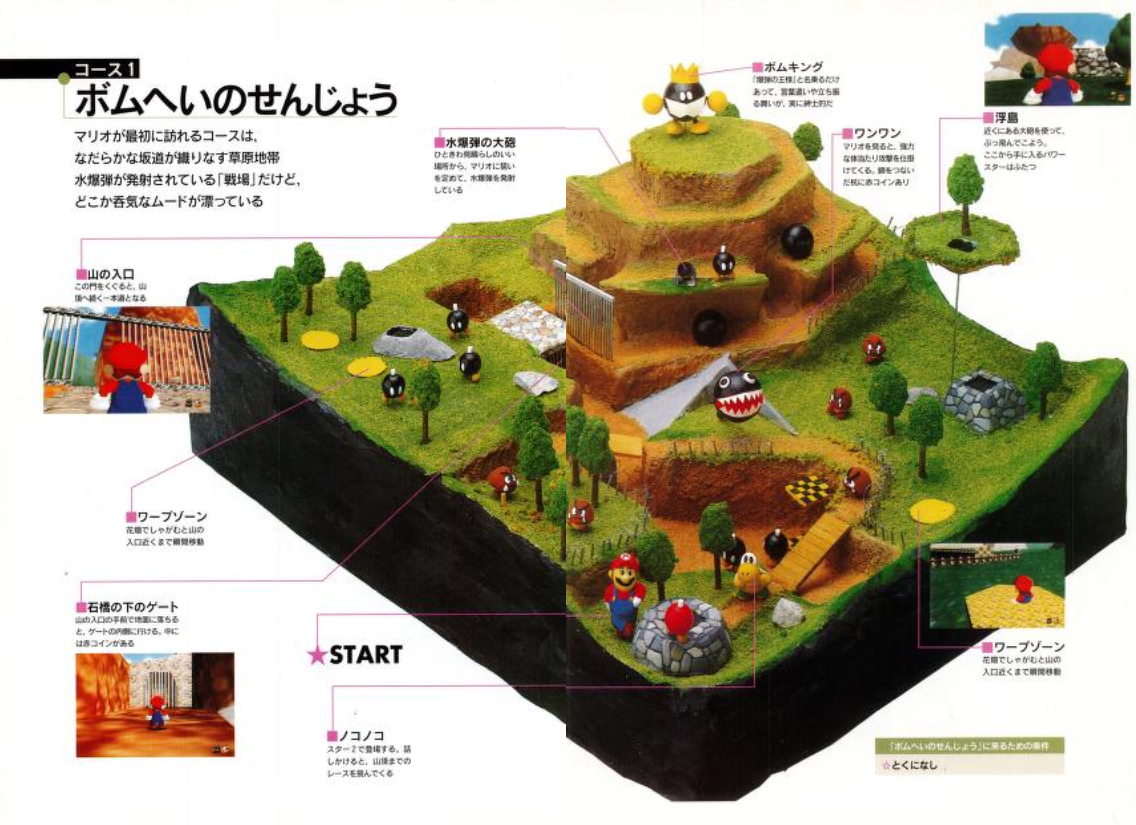 コース1
ボムへいのせんじょう
マリオが最初に訪れるコースは、
なだらかな坂道が織りなす草原地帯
水爆弾が発射されている「戦場」だけど、
どこか呑気なムードが漂っている
ボムキング
「爆弾の王様」と名乗るだけ
あって、言葉遣いや立ち振
る舞いが、実に紳士的だ
水爆弾の大砲
ひときわ見晴らしのいい
場所から、マリオに狙い
を定めて、水爆弾を発射
している
ワンワン
マリオを見ると、強力
な体当たり攻撃を仕掛
けてくる。鎖をつない
だ杭に赤コインあり
浮島
近くにある大砲を使って、
ぶっ飛んでこよう。
ここから手に入るパワー
スターはふたつ
山の入口
この門をくぐると、山
頂へ続く一本道となる
ワープゾーン
花畑でしゃがむと山の
入口近くまで瞬間移動
石橋の下のゲート
山の入口の手前で地面に落ちる
と、ゲートの内側に行ける。中に
は赤コインがある
★START
ノコノコ
スター2で登場する。話
しかけると、山頂までの
レースを挑んでくる
ワープゾーン
花畑でしゃがむと山の
入口近くまで瞬間移動
「ボムへいのせんじょう」に来るための条件
☆とくになし